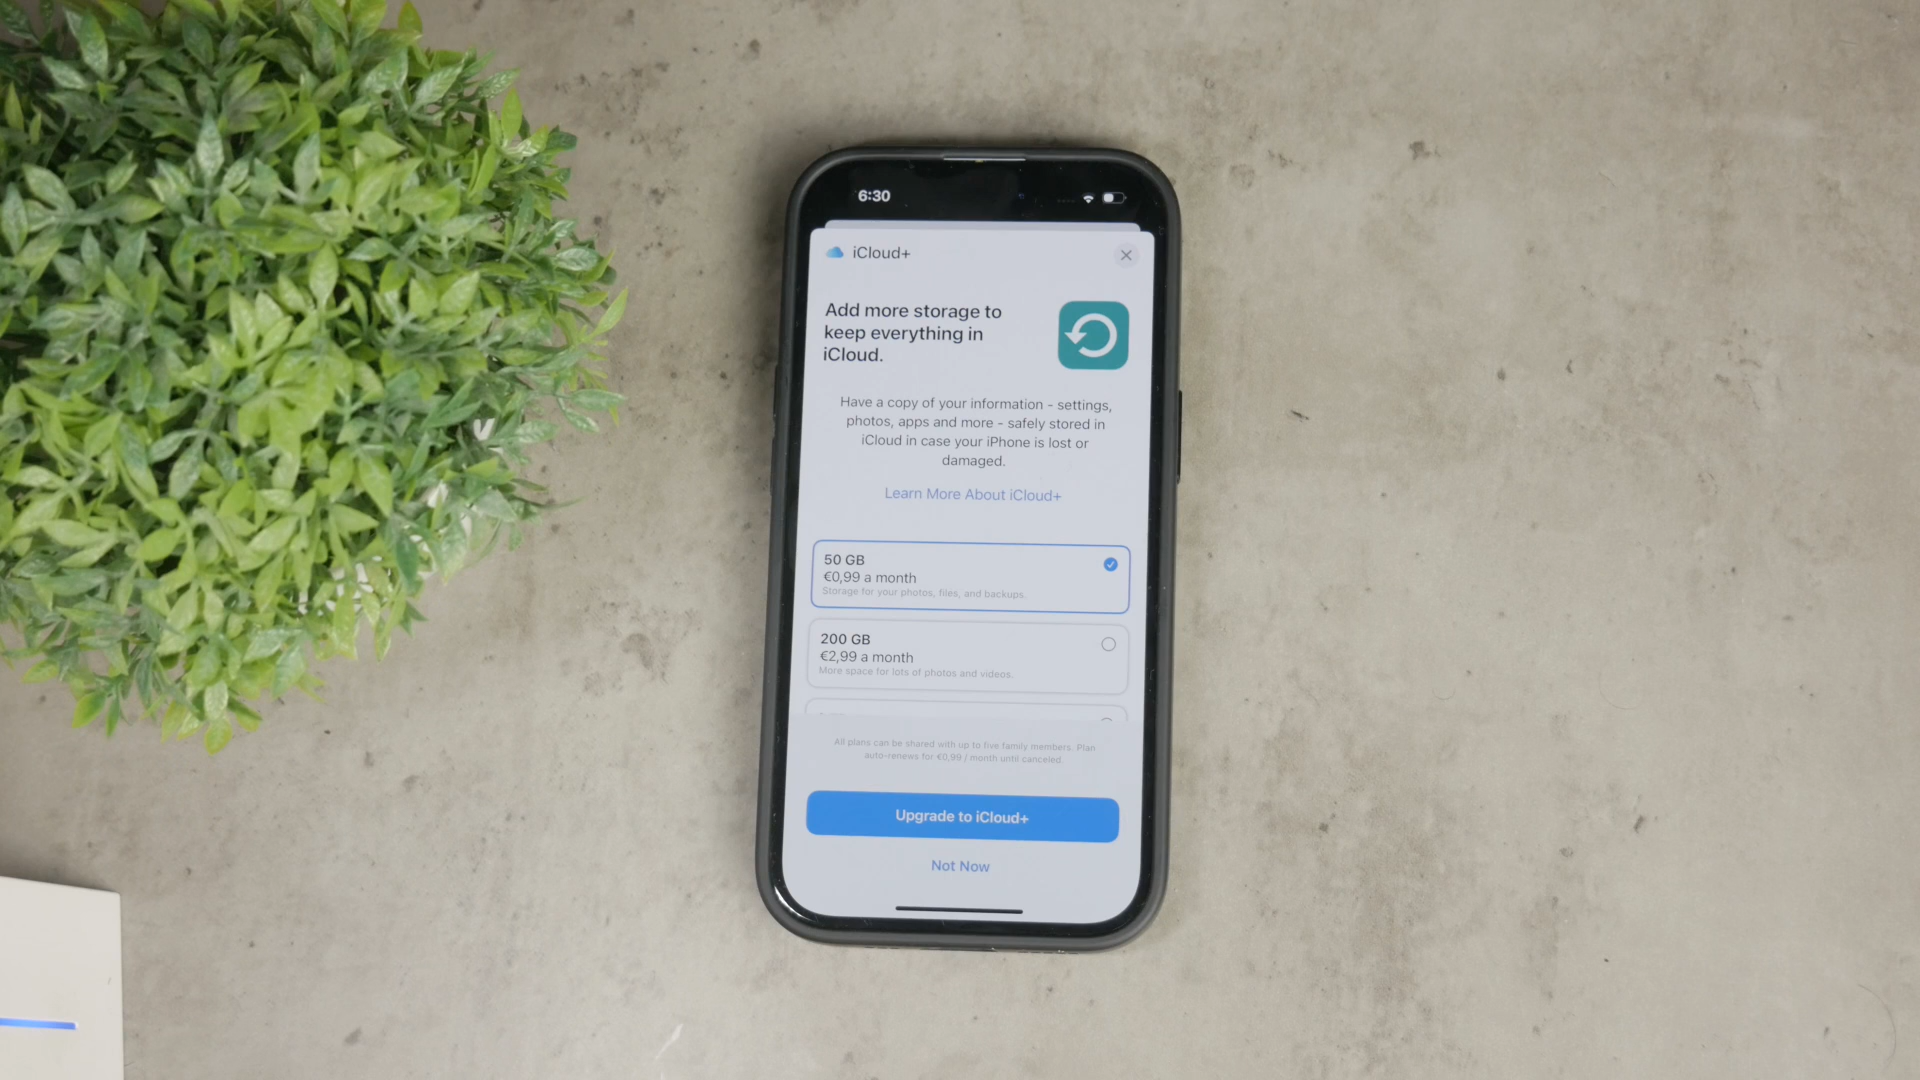 6:30
iCloud+
Add more storage to
keep everything in
iCloud.
Have a copy of your information - settings,
photos, apps and more - safely stored in
iCloud in case your iPhone is lost or
damaged.
Learn More About iCloud+
50 GB
€0,99 a month
Storage for your photos, files, and backups.
200 GB
€2,99 a month
More space for lots of photos and videos.
All plans can be shared with up to five family members. Plan
auto-renews for €0,99 / month until canceled.
Upgrade to iCloud+
Not Now